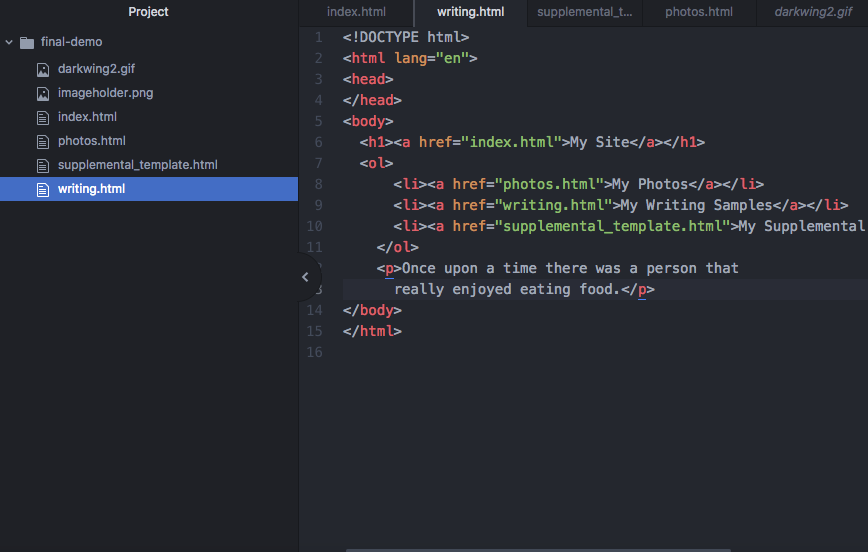 Project
final-demo
darkwing2.gif
imageholder.png
index.html
photos.html
supplemental_template.html
writing.html
index.html writing.html supplemental_t... photos.html darkwing2.gif
1 <!DOCTYPE html>
2 <html lang="en">
3 <head>
4 </head>
5 <body>
6 <h1><a href="index.html">My Site</a></h1>
7 <ol>
8 <li><a href="photos.html">My Photos</a></li>
9 <li><a href="writing.html">My Writing Samples</a></li>
10 <li><a href="supplemental_template.html">My Supplemental
11 </ol>
<p>Once upon a time there was a person that
really enjoyed eating food.</p>
14 </body>
15 </html>
16